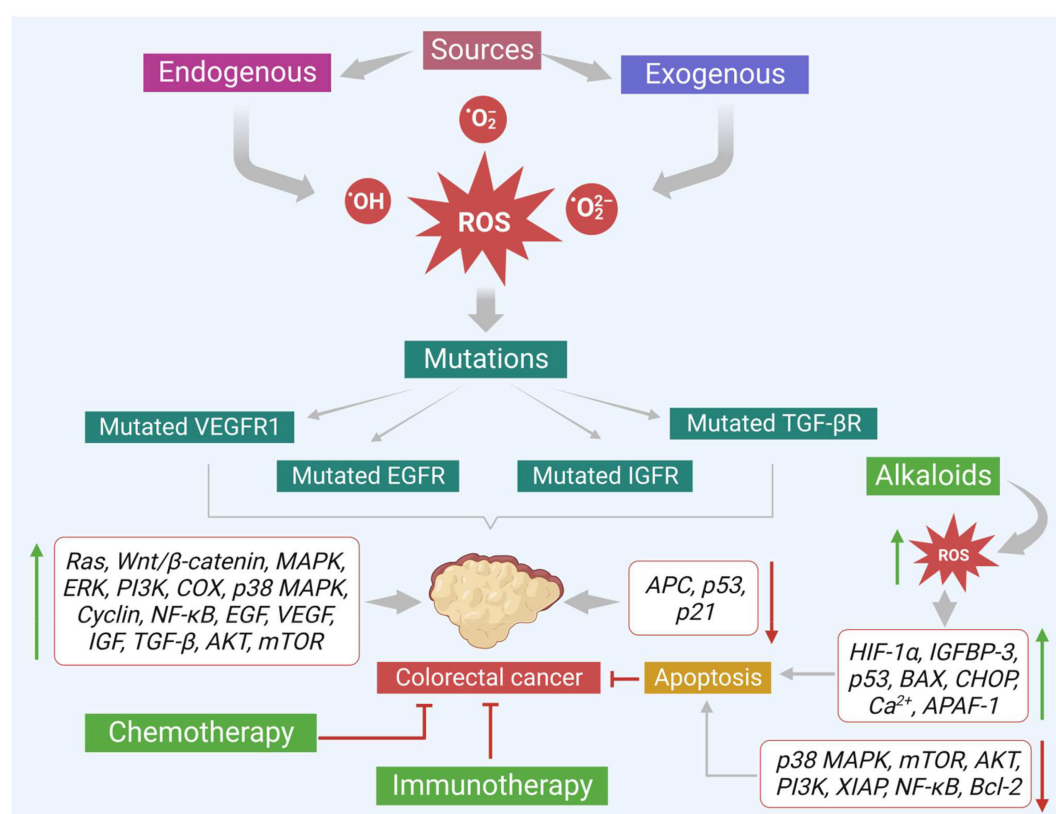 Sources
Endogenous
Exogenous
•O₂⁻
•OH
ROS
•O₂²⁻
Mutations
Mutated VEGFR1
Mutated TGF-βR
Mutated EGFR
Mutated IGFR
Alkaloids
ROS
Ras, Wnt/β-catenin, MAPK,
ERK, PI3K, COX, p38 MAPK,
Cyclin, NF-κB, EGF, VEGF,
IGF, TGF-β, AKT, mTOR
APC, p53,
p21
HIF-1α, IGFBP-3,
p53, BAX, CHOP,
Ca²⁺, APAF-1
Colorectal cancer
Apoptosis
Chemotherapy
Immunotherapy
p38 MAPK, mTOR, AKT,
PI3K, XIAP, NF-κB, Bcl-2